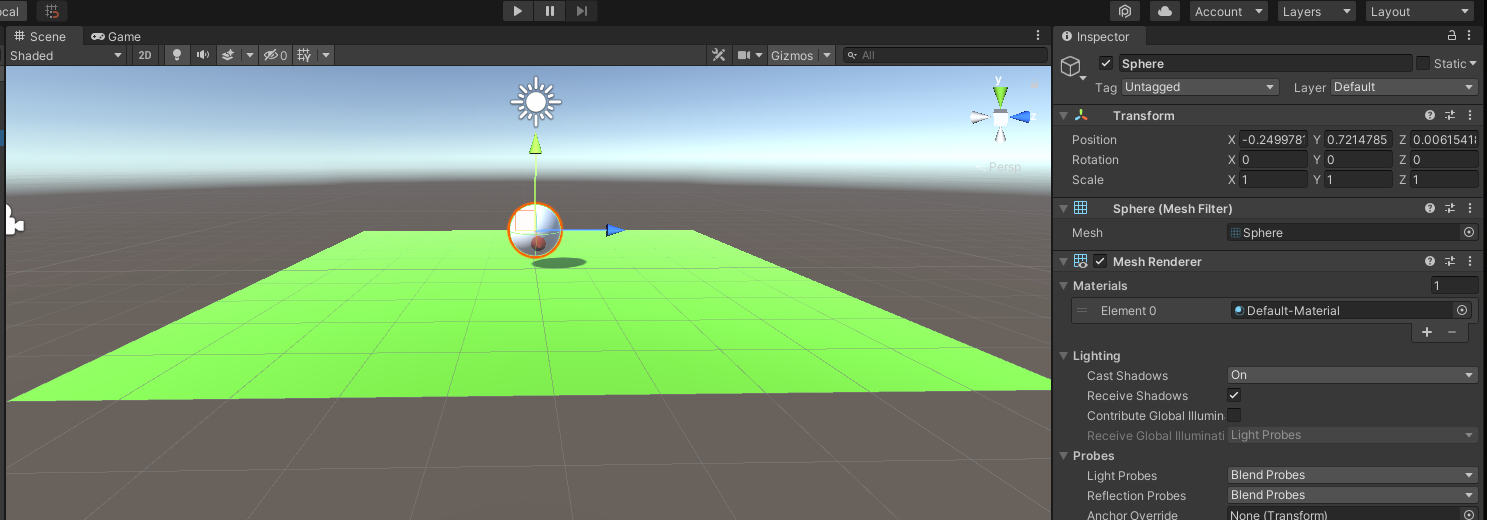 cal Account Layers Layout
Scene Game Inspector
Shaded 2D 0 Gizmos All
Sphere Static
Tag Untagged Layer Default
y
Persp
Transform
Position X -0.249978 Y 0.7214785 Z 0.0061541
Rotation X 0 Y 0 Z 0
Scale X 1 Y 1 Z 1
Sphere (Mesh Filter)
Mesh Sphere
Mesh Renderer
Materials 1
Element 0 Default-Material
Lighting
Cast Shadows On
Receive Shadows
Contribute Global Illumin
Receive Global Illuminati Light Probes
Probes
Light Probes Blend Probes
Reflection Probes Blend Probes
Anchor Override None (Transform)